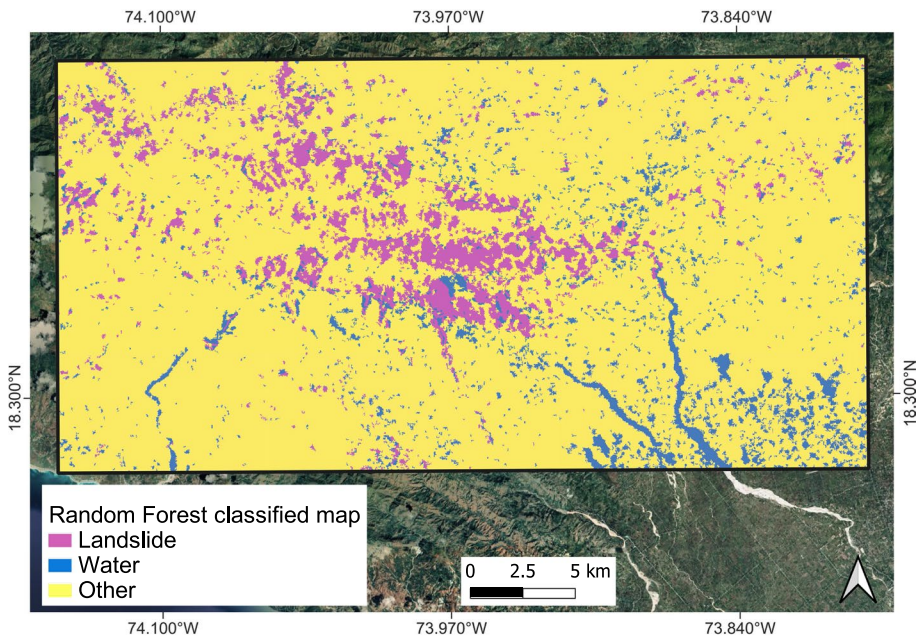 74.100°W 73.970°W 73.840°W
18.300°N
18.300°N
Random Forest classified map
Landslide
Water
Other
0 2.5 5 km
74.100°W 73.970°W 73.840°W